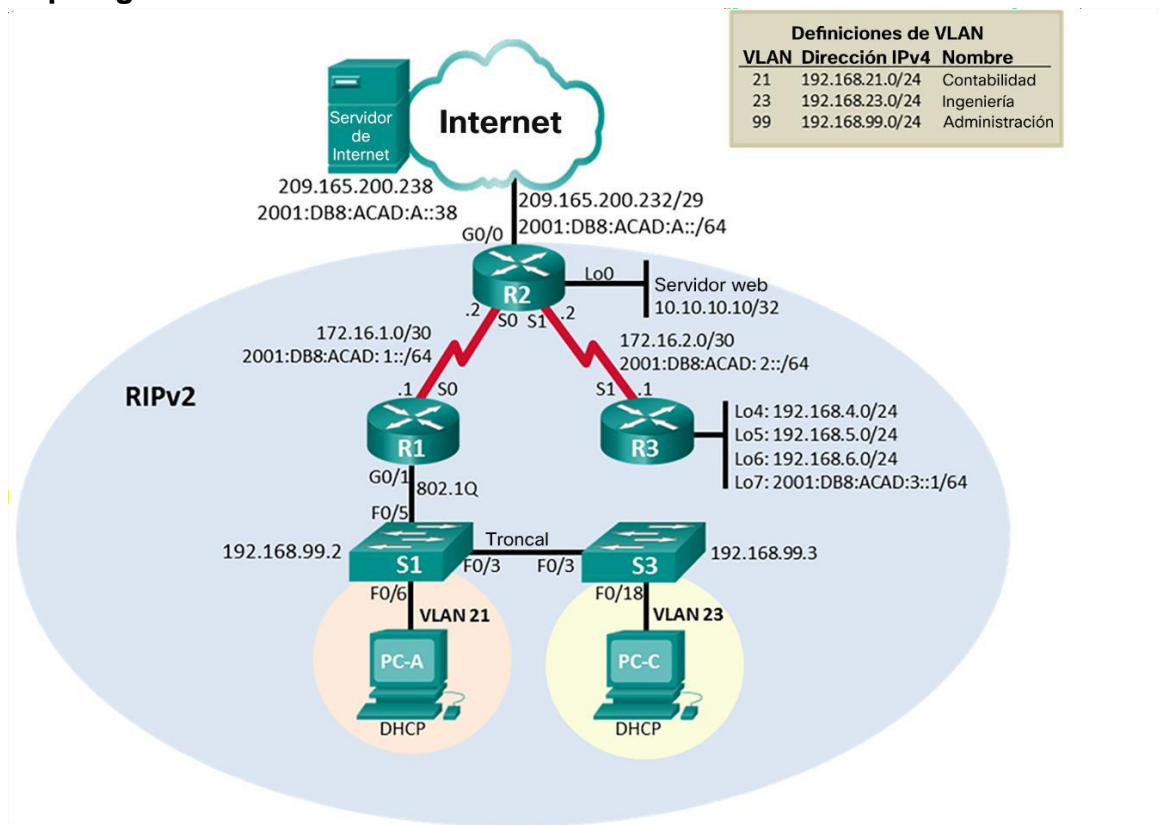 Definiciones de VLAN
VLAN Dirección IPv4 Nombre
21 192.168.21.0/24 Contabilidad
23 192.168.23.0/24 Ingeniería
99 192.168.99.0/24 Administración
Servidor
de
Internet
Internet
209.165.200.238
2001:DB8:ACAD:A::38
209.165.200.232/29
2001:DB8:ACAD:A::/64
G0/0
R2
Lo0
Servidor web
10.10.10.10/32
.2
S0
S1
.2
172.16.1.0/30
2001:DB8:ACAD: 1::/64
172.16.2.0/30
2001:DB8:ACAD: 2::/64
RIPv2
.1
S0
S1
.1
R1
R3
Lo4: 192.168.4.0/24
Lo5: 192.168.5.0/24
Lo6: 192.168.6.0/24
Lo7: 2001:DB8:ACAD:3::1/64
G0/1
802.1Q
F0/5
192.168.99.2
S1
Troncal
F0/3
F0/3
S3
192.168.99.3
F0/6
VLAN 21
F0/18
VLAN 23
PC-A
DHCP
PC-C
DHCP